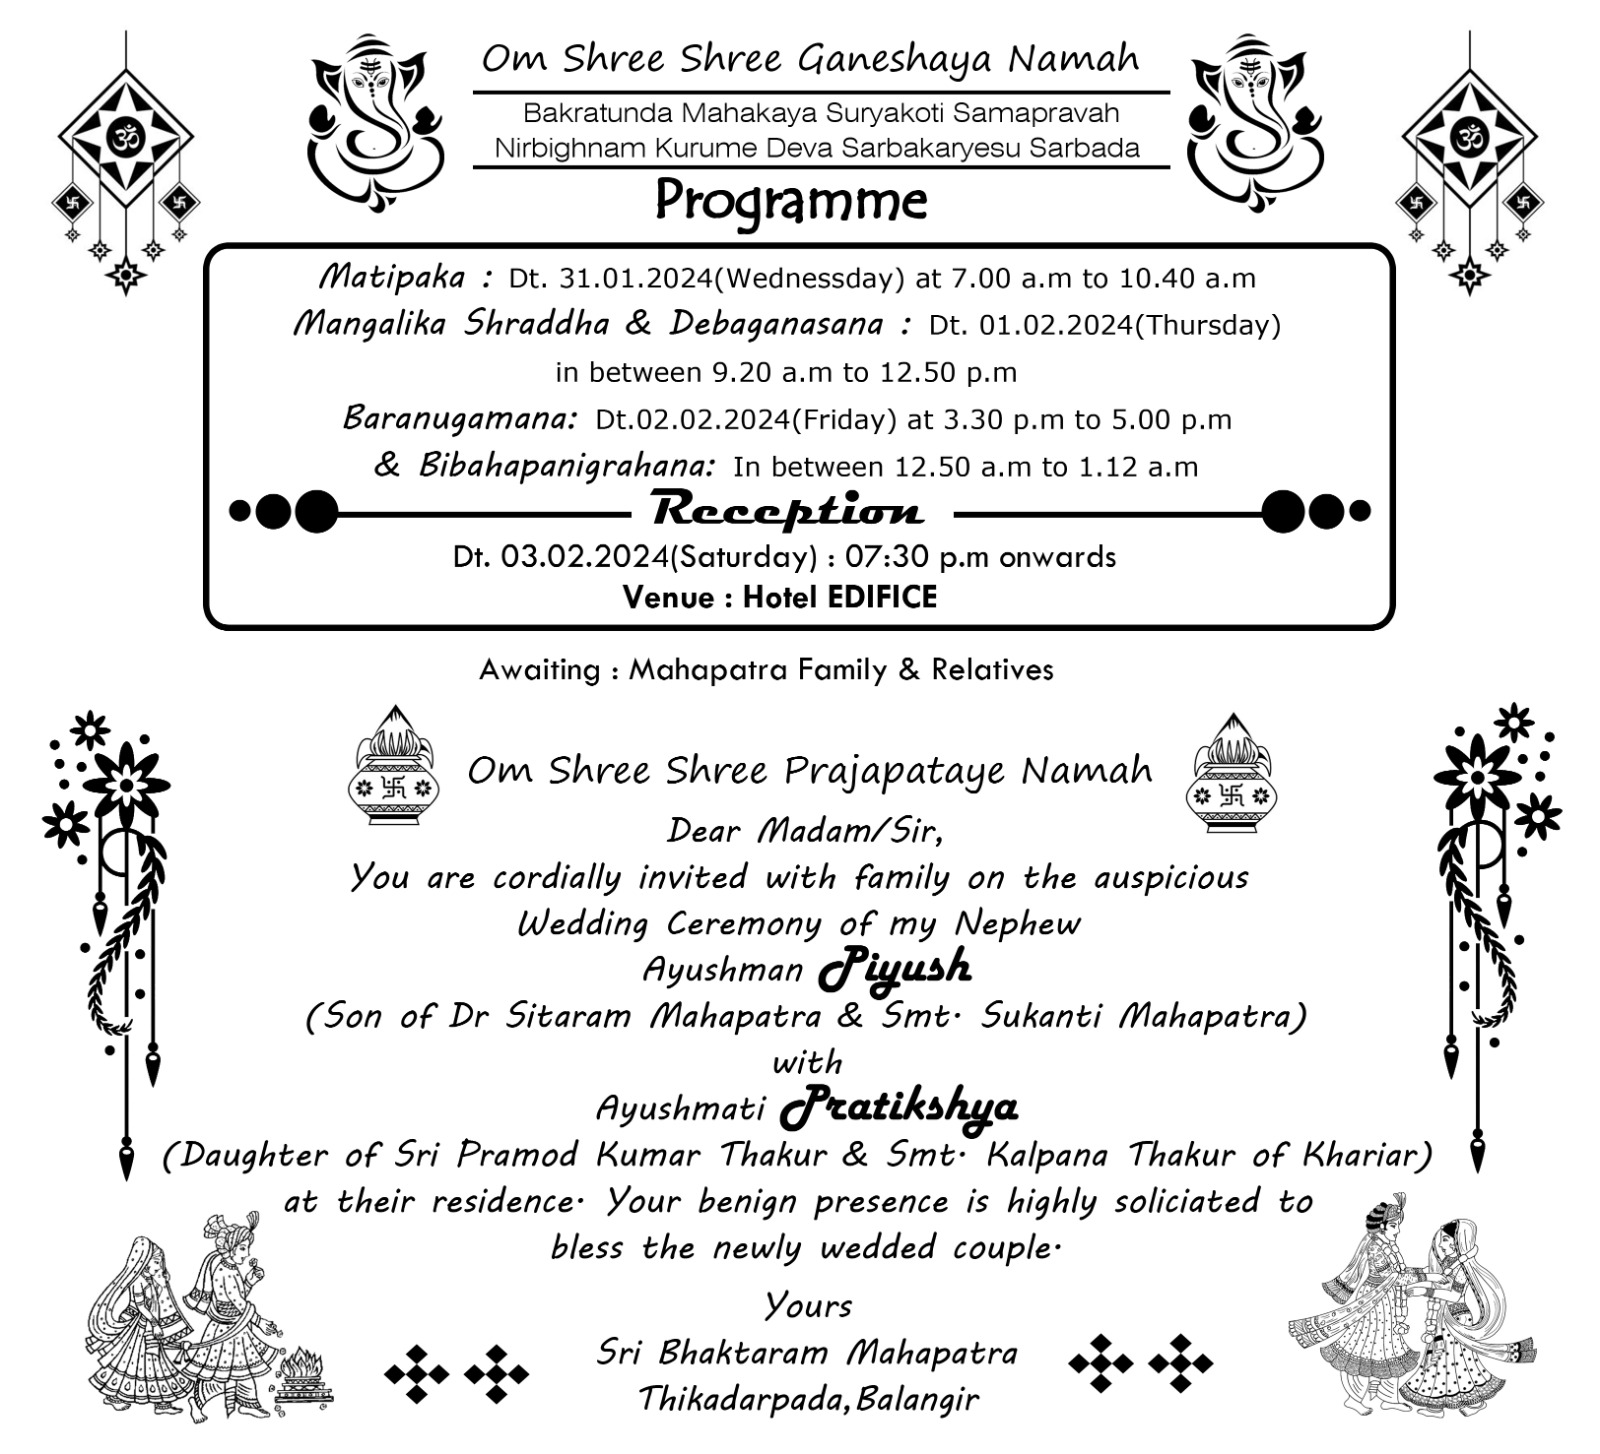 Om Shree Shree Ganeshaya Namah
Bakratunda Mahakaya Suryakoti Samapravah
Nirbighnam Kurume Deva Sarbakaryesu Sarbada
Programme
Matipaka : Dt. 31.01.2024(Wednessday) at 7.00 a.m to 10.40 a.m
Mangalika Shraddha & Debaganasana : Dt. 01.02.2024(Thursday)
in between 9.20 a.m to 12.50 p.m
Baranugamana: Dt.02.02.2024(Friday) at 3.30 p.m to 5.00 p.m
& Bibahapanigrahana: In between 12.50 a.m to 1.12 a.m
Reception
Dt. 03.02.2024(Saturday) : 07:30 p.m onwards
Venue : Hotel EDIFICE
Awaiting : Mahapatra Family & Relatives
Om Shree Shree Prajapataye Namah
Dear Madam/Sir,
You are cordially invited with family on the auspicious
Wedding Ceremony of my Nephew
Ayushman Piyush
(Son of Dr Sitaram Mahapatra & Smt. Sukanti Mahapatra)
with
Ayushmati Pratikshya
(Daughter of Sri Pramod Kumar Thakur & Smt. Kalpana Thakur of Khariar)
at their residence. Your benign presence is highly soliciated to
bless the newly wedded couple.
Yours
Sri Bhaktaram Mahapatra
Thikadarpada,Balangir